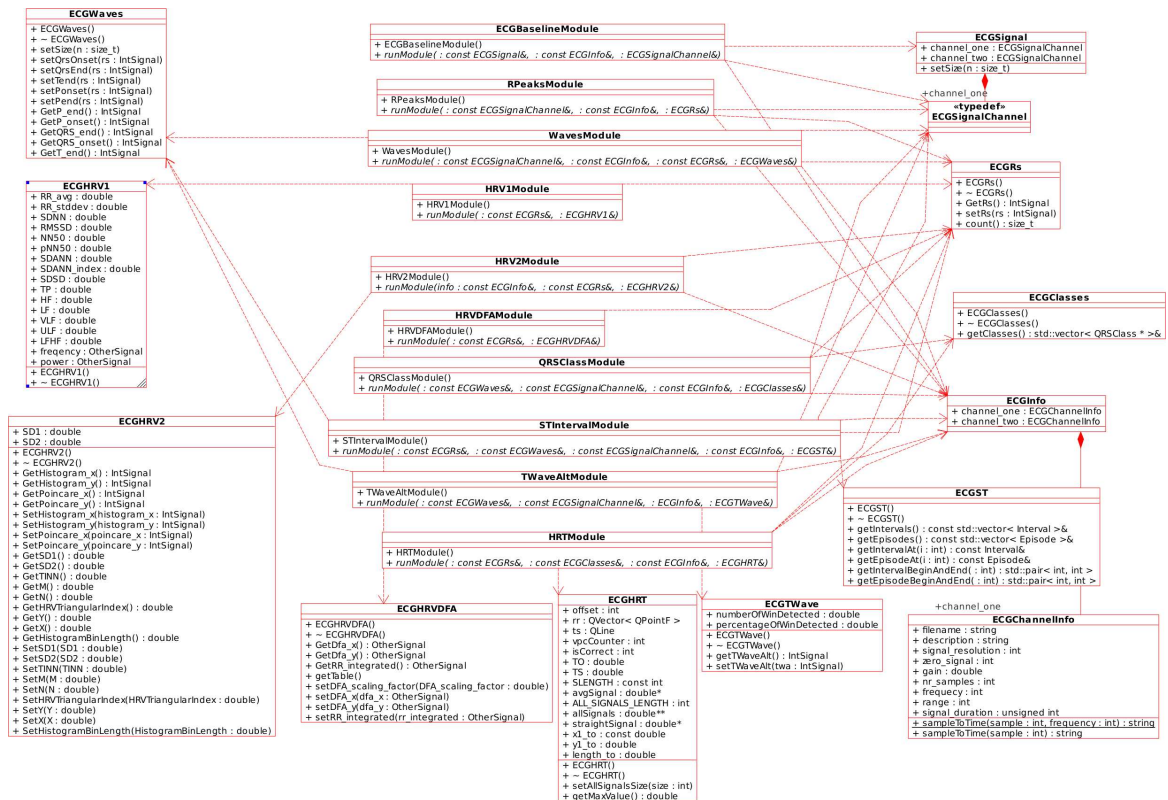 ECGWaves
+ ECGWaves()
+ ~ ECGWaves()
+ setSize(n : size_t)
+ setQrsOnset(rs : IntSignal)
+ setQrsEnd(rs : IntSignal)
+ setTend(rs : IntSignal)
+ setPonset(rs : IntSignal)
+ setPend(rs : IntSignal)
+ GetP_end() : IntSignal
+ GetP_onset() : IntSignal
+ GetQRS_end() : IntSignal
+ GetQRS_onset() : IntSignal
+ GetT_end() : IntSignal
ECGHRV1
+ RR_avg : double
+ RR_stddev : double
+ SDNN : double
+ RMSSD : double
+ NN50 : double
+ pNN50 : double
+ SDANN : double
+ SDANN_index : double
+ SDSD : double
+ TP : double
+ HF : double
+ LF : double
+ VLF : double
+ ULF : double
+ LFHF : double
+ freqency : OtherSignal
+ power : OtherSignal
+ ECGHRV1()
+ ~ ECGHRV1()
ECGHRV2
+ SD1 : double
+ SD2 : double
+ ECGHRV2()
+ ~ ECGHRV2()
+ GetHistogram_x() : IntSignal
+ GetHistogram_y() : IntSignal
+ GetPoincare_x() : IntSignal
+ GetPoincare_y() : IntSignal
+ SetHistogram_x(histogram_x : IntSignal)
+ SetHistogram_y(histogram_y : IntSignal)
+ SetPoincare_x(poincare_x : IntSignal)
+ SetPoincare_y(poincare_y : IntSignal)
+ GetSD1() : double
+ GetSD2() : double
+ GetTINN() : double
+ GetM() : double
+ GetN() : double
+ GetHRVTriangularIndex() : double
+ GetY() : double
+ GetX() : double
+ GetHistogramBinLength() : double
+ SetSD1(SD1 : double)
+ SetSD2(SD2 : double)
+ SetTINN(TINN : double)
+ SetM(M : double)
+ SetN(N : double)
+ SetHRVTriangularIndex(HRVTriangularIndex : double)
+ SetY(Y : double)
+ SetX(X : double)
+ SetHistogramBinLength(HistogramBinLength : double)
ECGBaselineModule
+ ECGBaselineModule()
+ runModule( : const ECGSignal&, : const ECGInfo&, : ECGSignalChannel&)
RPeaksModule
+ RPeaksModule()
+ runModule( : const ECGSignalChannel&, : const ECGInfo&, : ECGRs&)
WavesModule
+ WavesModule()
+ runModule( : const ECGSignalChannel&, : const ECGInfo&, : const ECGRs&, : ECGWaves&)
HRV1Module
+ HRV1Module()
+ runModule( : const ECGRs&, : ECGHRV1&)
HRV2Module
+ HRV2Module()
+ runModule(info : const ECGInfo&, : const ECGRs&, : ECGHRV2&)
HRVDFAModule
+ HRVDFAModule()
+ runModule( : const ECGRs&, : ECGHRVDFA&)
QRSClassModule
+ QRSClassModule()
+ runModule( : const ECGWaves&, : const ECGSignalChannel&, : const ECGInfo&, : ECGClasses&)
STIntervalModule
+ STIntervalModule()
+ runModule( : const ECGRs&, : const ECGWaves&, : const ECGSignalChannel&, : const ECGInfo&, : ECGST&)
TWaveAltModule
+ TWaveAltModule()
+ runModule( : const ECGWaves&, : const ECGSignalChannel&, : const ECGInfo&, : ECGTWave&)
HRTModule
+ HRTModule()
+ runModule( : const ECGRs&, : const ECGClasses&, : const ECGInfo&, : ECGHRT&)
ECGHRVDFA
+ ECGHRVDFA()
+ ~ ECGHRVDFA()
+ GetDfa_x() : OtherSignal
+ GetDfa_y() : OtherSignal
+ GetRR_integrated() : OtherSignal
+ getTable()
+ setDFA_scaling_factor(DFA_scaling_factor : double)
+ setDFA_x(dfa_x : OtherSignal)
+ setDFA_y(dfa_y : OtherSignal)
+ setRR_integrated(rr_integrated : OtherSignal)
ECGHRT
+ offset : int
+ rr : QVector< QPointF >
+ ts : QLine
+ vpcCounter : int
+ isCorrect : int
+ TO : double
+ TS : double
+ SLENGTH : const int
+ avgSignal : double*
+ ALL_SIGNALS_LENGTH : int
+ allSignals : double**
+ straightSignal : double*
+ x1_to : const double
+ y1_to : double
+ length_to : double
+ ECGHRT()
+ ~ ECGHRT()
+ setAllSignalsSize(size : int)
+ getMaxValue() : double
ECGTWave
+ numberOfWinDetected : double
+ percentageOfWinDetected : double
+ ECGTWave()
+ ~ ECGTWave()
+ getTWaveAlt() : IntSignal
+ setTWaveAlt(twa : IntSignal)
ECGSignal
+ channel_one : ECGSignalChannel
+ channel_two : ECGSignalChannel
+ setSize(n : size_t)
+channel_one
«typedef»
ECGSignalChannel
ECGRs
+ ECGRs()
+ ~ ECGRs()
+ GetRs() : IntSignal
+ setRs(rs : IntSignal)
+ count() : size_t
ECGClasses
+ ECGClasses()
+ ~ ECGClasses()
+ getClasses() : std::vector< QRSClass * >&
ECGInfo
+ channel_one : ECGChannelInfo
+ channel_two : ECGChannelInfo
ECGST
+ ECGST()
+ ~ ECGST()
+ getIntervals() : const std::vector< Interval >&
+ getEpisodes() : const std::vector< Episode >&
+ getIntervalAt(i : int) : const Interval&
+ getEpisodeAt(i : int) : const Episode&
+ getIntervalBeginAndEnd( : int) : std::pair< int, int >
+ getEpisodeBeginAndEnd( : int) : std::pair< int, int >
+channel_one
ECGChannelInfo
+ filename : string
+ description : string
+ signal_resolution : int
+ zero_signal : int
+ gain : double
+ nr_samples : int
+ frequecy : int
+ range : int
+ signal_duration : unsigned int
+ sampleToTime(sample : int, frequency : int) : string
+ sampleToTime(sample : int) : string